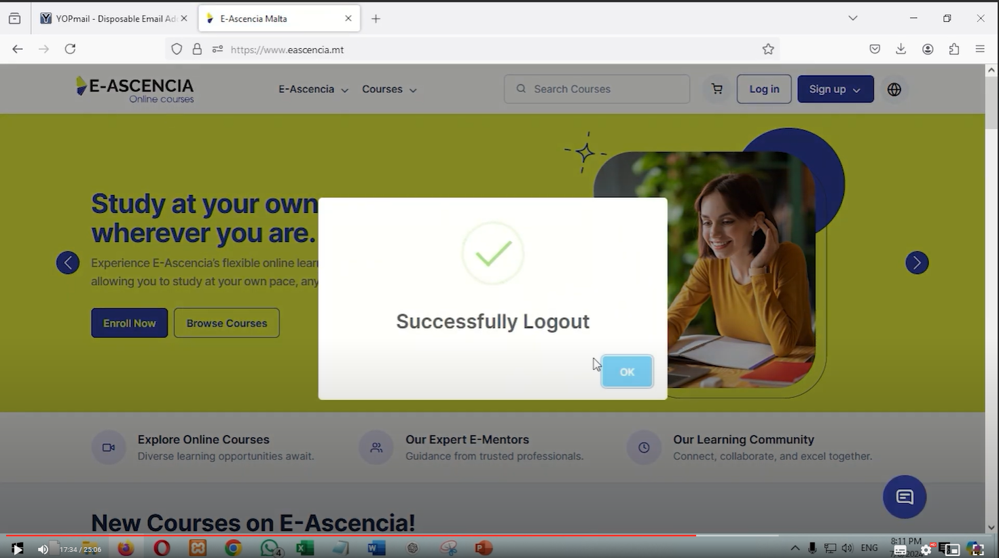 YOPmail - Disposable Email Ad
E-Ascencia Malta
https://www.eascencia.mt
E-ASCENCIA
Online courses
E-Ascencia
Courses
Search Courses
Log in
Sign up
Study at your own
wherever you are.
Experience E-Ascencia's flexible online lear
allowing you to study at your own pace, any
Enroll Now
Browse Courses
Successfully Logout
OK
Explore Online Courses
Diverse learning opportunities await.
Our Expert E-Mentors
Guidance from trusted professionals.
Our Learning Community
Connect, collaborate, and excel together.
New Courses on E-Ascencia!
17:34 / 25:06
4
ENG
8:11 PM
HD